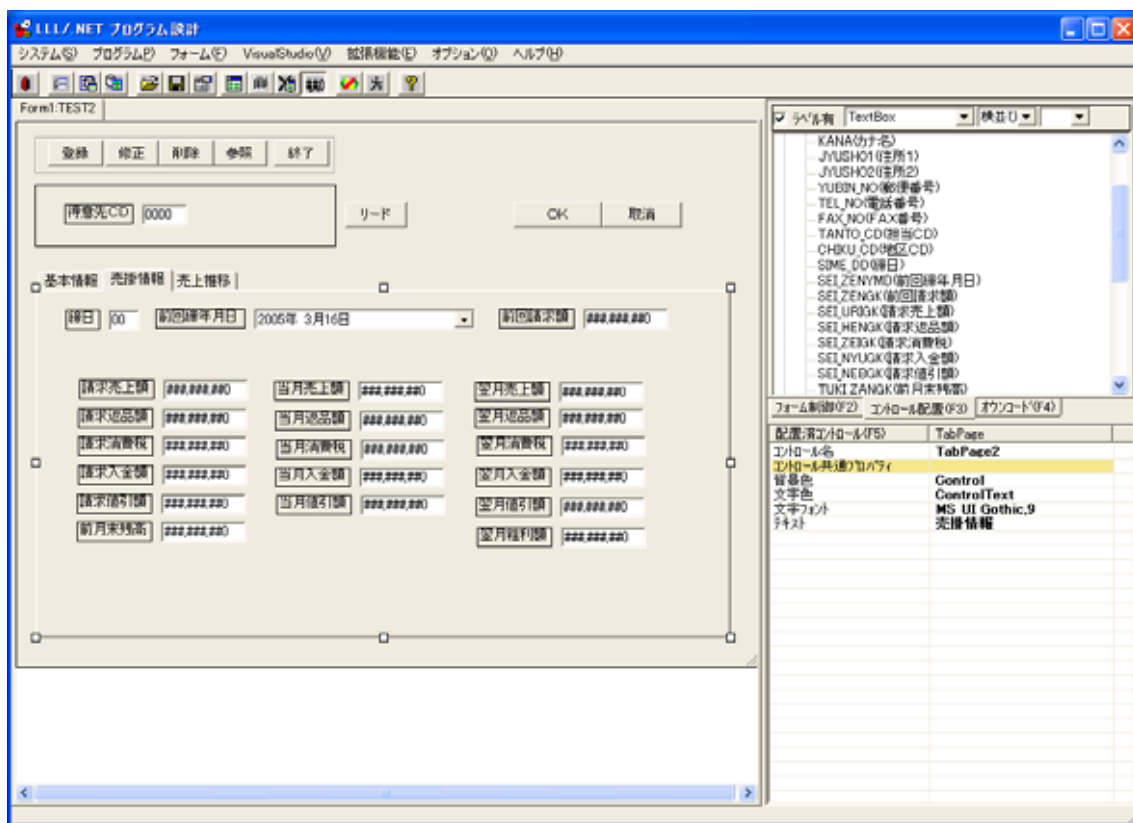 LLL/.NET プログラム設計
システム(S) プログラム(P) フォーム(F) VisualStudio(V) 拡張機能(E) オプション(O) ヘルプ(H)
Form1:TEST2
登録 修正 削除 参照 終了
得意先CD 0000 リード OK 取消
基本情報 売掛情報 売上推移
締日 00 前回締年月日 2005年 3月16日 前回請求額 ###,###,##0
請求売上額 ###,###,##0 当月売上額 ###,###,##0 翌月売上額 ###,###,##0
請求返品額 ###,###,##0 当月返品額 ###,###,##0 翌月返品額 ###,###,##0
請求消費税 ###,###,##0 当月消費税 ###,###,##0 翌月消費税 ###,###,##0
請求入金額 ###,###,##0 当月入金額 ###,###,##0 翌月入金額 ###,###,##0
請求値引額 ###,###,##0 当月値引額 ###,###,##0 翌月値引額 ###,###,##0
前月末残高 ###,###,##0 翌月粗利額 ###,###,##0
ラベル有 TextBox 横並び
KANA(カナ名)
JYUSHO1(住所1)
JYUSHO2(住所2)
YUBIN_NO(郵便番号)
TEL_NO(電話番号)
FAX_NO(FAX番号)
TANTO_CD(担当CD)
CHIKU_CD(地区CD)
SIME_DD(締日)
SEI_ZENYMD(前回締年月日)
SEI_ZENGK(前回請求額)
SEI_URIGK(請求売上額)
SEI_HENGK(請求返品額)
SEI_ZEIGK(請求消費税)
SEI_NYUGK(請求入金額)
SEI_NEBGK(請求値引額)
TUKI_ZANGK(前月末残高)
フォーム制御(F2) コントロール配置(F3) オウンコード(F4)
配置済コントロール(F5) TabPage
コントロール名 TabPage2
コントロール共通プロパティ
背景色 Control
文字色 ControlText
文字フォント MS UI Gothic,9
テキスト 売掛情報